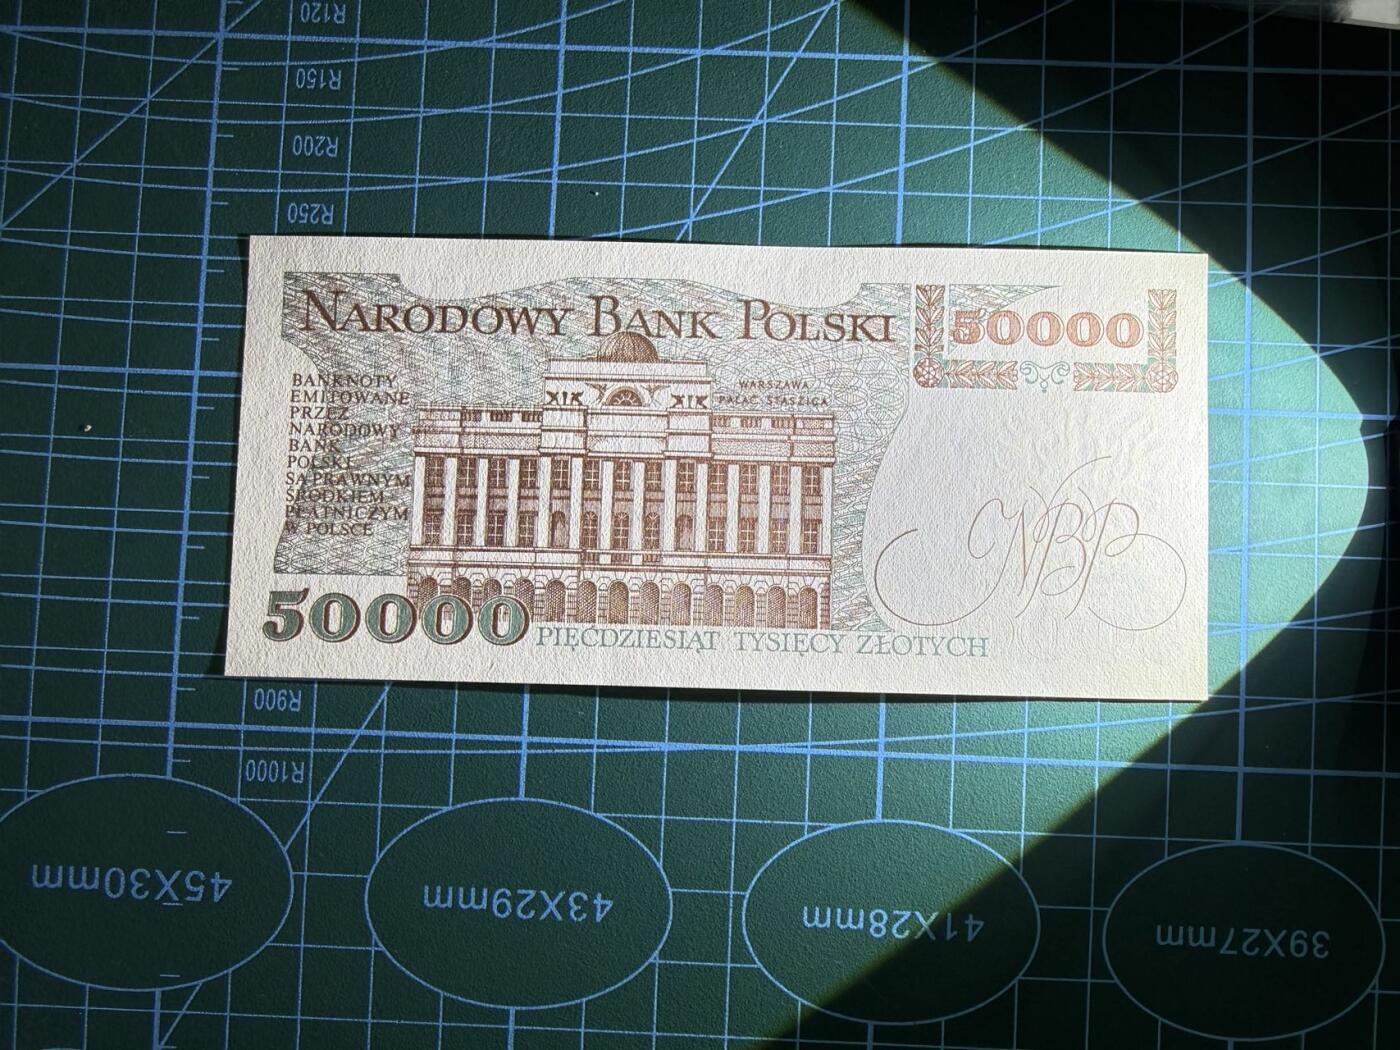 R120
R150
R200
R250
NARODOWY BANK POLSKI
50000
BANKNOTY
EMITOWANE
PRZEZ
NARODOWY
BANK
POLSKI
SĄ PRAWNYM
ŚRODKIEM
PŁATNICZYM
W POLSCE
WARSZAWA
PAŁAC STASZICA
NBP
50000
PIĘĆDZIESIĄT TYSIĘCY ZŁOTYCH
R900
R1000
45X30mm
43X29mm
41X28mm
39X27mm